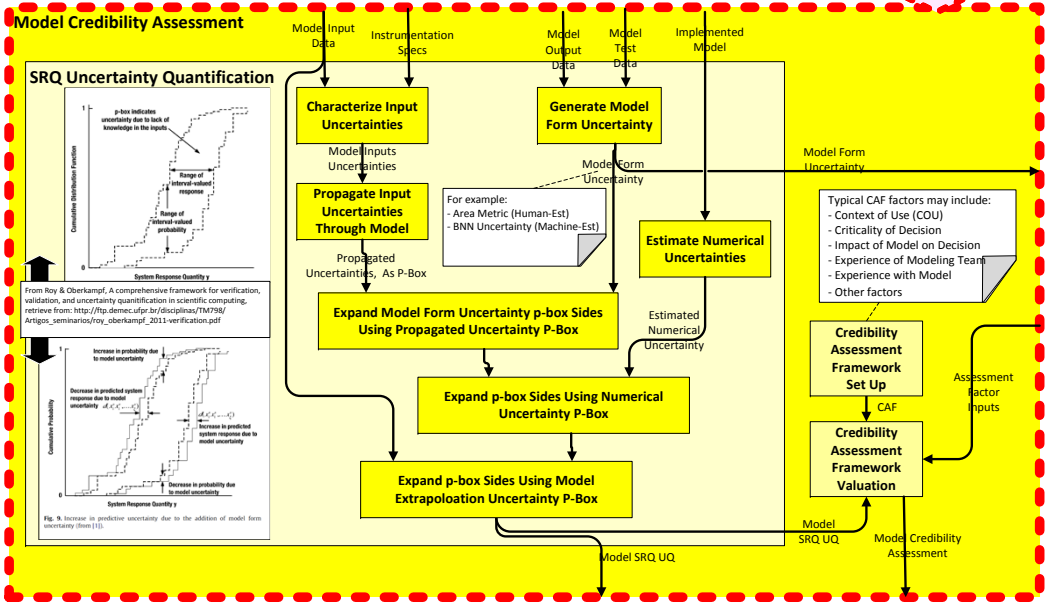 Model Credibility Assessment
Model Input
Data
Instrumentation
Specs
Model
Output
Data
Model
Test
Data
Implemented
Model
SRQ Uncertainty Quantification
1
p-box indicates
uncertainty due to lack of
knowledge in the inputs
Range of
interval-valued
response
Range of
interval-valued
probability
Cumulative Distribution Function
0
System Response Quantity y
Characterize Input
Uncertainties
Generate Model
Form Uncertainty
Model Inputs
Uncertainties
Model Form
Uncertainty
Model Form
Uncertainty
Propagate Input
Uncertainties
Through Model
For example:
- Area Metric (Human-Est)
- BNN Uncertainty (Machine-Est)
Typical CAF factors may include:
- Context of Use (COU)
- Criticality of Decision
- Impact of Model on Decision
- Experience of Modeling Team
- Experience with Model
- Other factors
Estimate Numerical
Uncertainties
Propagated
Uncertainties, As P-Box
From Roy & Oberkampf, A comprehensive framework for verification,
validation, and uncertainty quanitification in scientific computing,
retrieve from: http://ftp.demec.ufpr.br/disciplinas/TM798/
Artigos_seminarios/roy_oberkampf_2011-verification.pdf
Expand Model Form Uncertainty p-box Sides
Using Propagated Uncertainty P-Box
Estimated
Numerical
Uncertainty
Credibility
Assessment
Framework
Set Up
Assessment
Factor
Inputs
CAF
1
Increase in probability due
to model uncertainty
Decrease in predicted system
response due to model
uncertainty
Increase in predicted
system response due to
model uncertainty
Decrease in probability due
to model uncertainty
Cumulative Probability
0
System Response Quantity y
Fig. 9. Increase in predictive uncertainty due to the addition of model form
uncertainty (from [1]).
Expand p-box Sides Using Numerical
Uncertainty P-Box
Credibility
Assessment
Framework
Valuation
Expand p-box Sides Using Model
Extrapoloation Uncertainty P-Box
Model
SRQ UQ
Model SRQ UQ
Model Credibility
Assessment